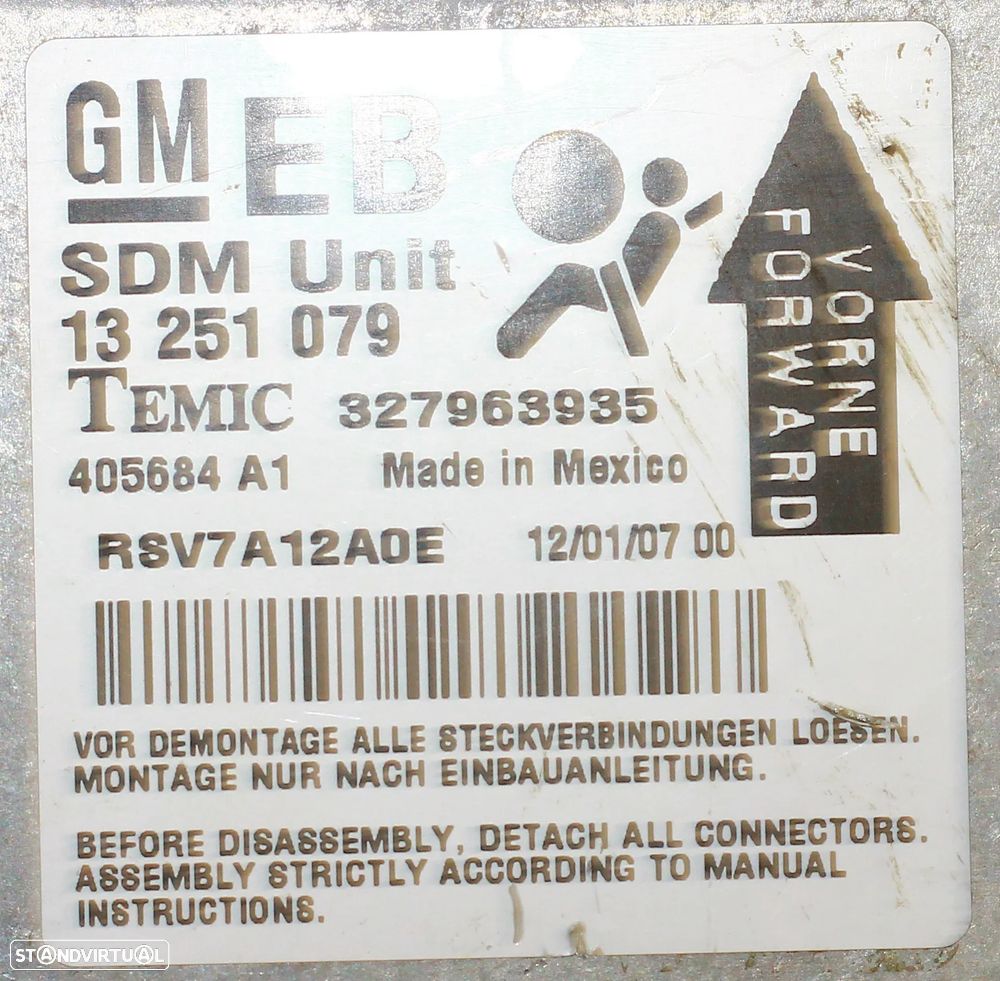 GM EB
SDM Unit
13 251 079
TEMIC 327963935
405684 A1 Made in Mexico
RSV7A12A0E 12/01/07 00
VORNE
FORWARD
VOR DEMONTAGE ALLE STECKVERBINDUNGEN LOESEN.
MONTAGE NUR NACH EINBAUANLEITUNG.
BEFORE DISASSEMBLY, DETACH ALL CONNECTORS.
ASSEMBLY STRICTLY ACCORDING TO MANUAL
INSTRUCTIONS.
STANDVIRTUAL